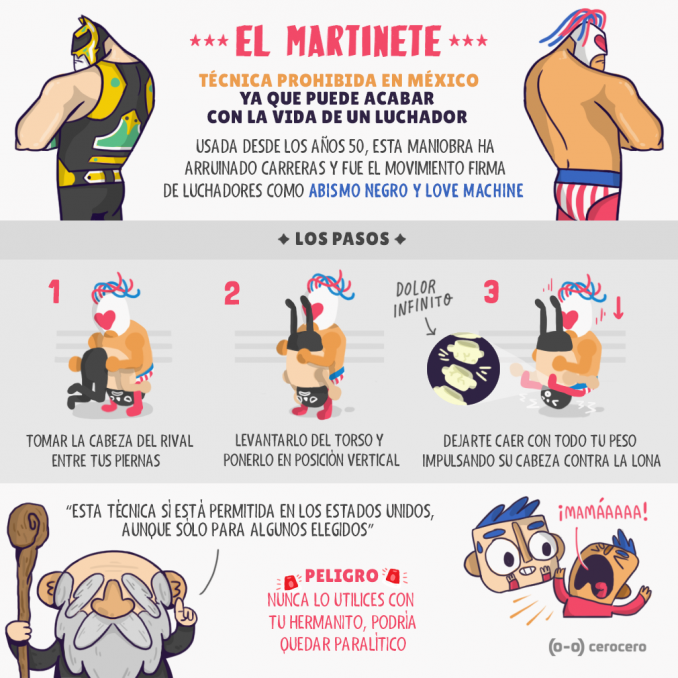 EL MARTINETE
TÉCNICA PROHIBIDA EN MÉXICO
YA QUE PUEDE ACABAR
CON LA VIDA DE UN LUCHADOR
USADA DESDE LOS AÑOS 50, ESTA MANIOBRA HA
ARRUINADO CARRERAS Y FUE EL MOVIMIENTO FIRMA
DE LUCHADORES COMO ABISMO NEGRO Y LOVE MACHINE
LOS PASOS
1
TOMAR LA CABEZA DEL RIVAL
ENTRE TUS PIERNAS
2
LEVANTARLO DEL TORSO Y
PONERLO EN POSICIÓN VERTICAL
DOLOR
INFINITO
3
DEJARTE CAER CON TODO TU PESO
IMPULSANDO SU CABEZA CONTRA LA LONA
"ESTA TÉCNICA SÍ ESTÁ PERMITIDA EN LOS ESTADOS UNIDOS,
AUNQUE SÓLO PARA ALGUNOS ELEGIDOS"
PELIGRO
NUNCA LO UTILICES CON
TU HERMANITO, PODRÍA
QUEDAR PARALÍTICO
¡MAMÁAAAA!
(o-o) cerocero